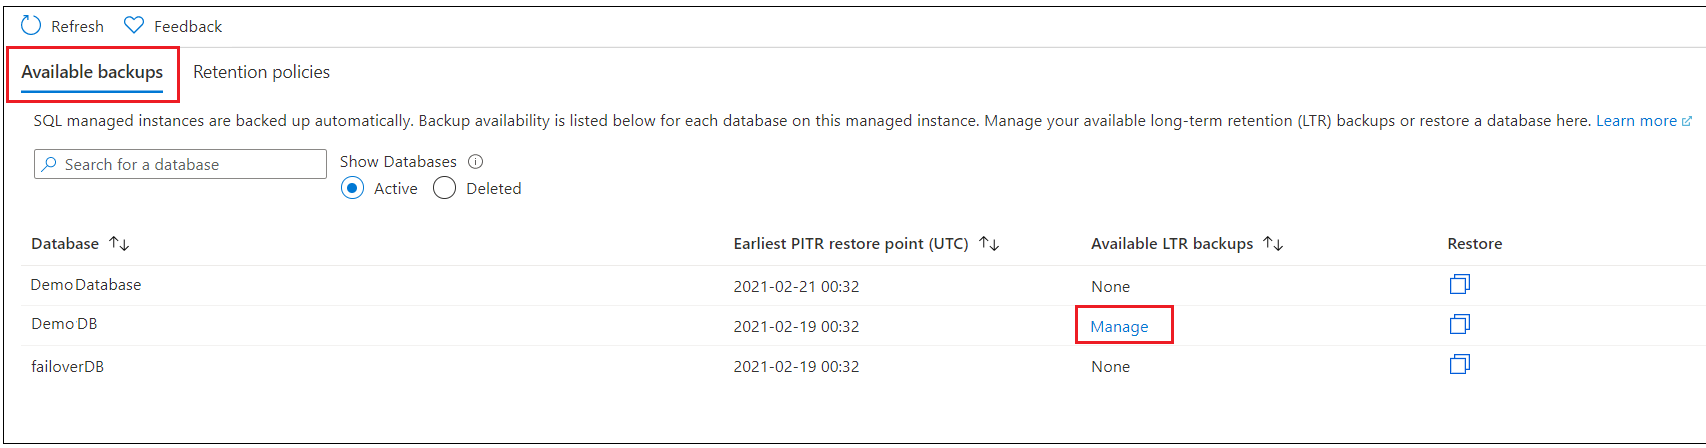 Refresh Feedback
Available backups Retention policies
SQL managed instances are backed up automatically. Backup availability is listed below for each database on this managed instance. Manage your available long-term retention (LTR) backups or restore a database here. Learn more
Search for a database
Show Databases
Active Deleted
Database Earliest PITR restore point (UTC) Available LTR backups Restore
DemoDatabase 2021-02-21 00:32 None
Demo DB 2021-02-19 00:32 Manage
failoverDB 2021-02-19 00:32 None